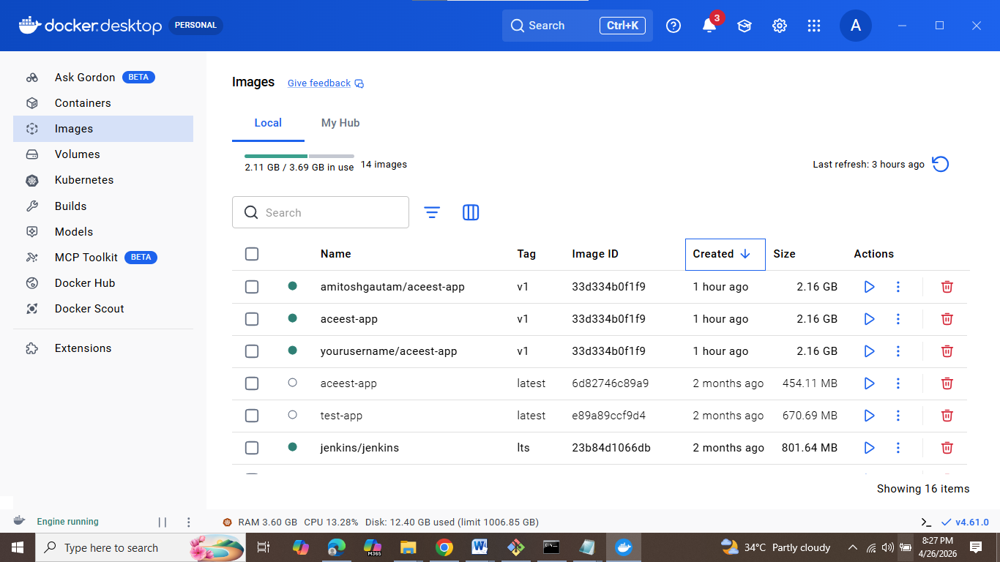 docker.desktop PERSONAL Search Ctrl+K 3 A
Ask Gordon BETA
Containers
Images
Volumes
Kubernetes
Builds
Models
MCP Toolkit BETA
Docker Hub
Docker Scout
Extensions
Images Give feedback
Local My Hub
2.11 GB / 3.69 GB in use 14 images Last refresh: 3 hours ago
Search
Name Tag Image ID Created Size Actions
amitoshgautam/aceest-app v1 33d334b0f1f9 1 hour ago 2.16 GB
aceest-app v1 33d334b0f1f9 1 hour ago 2.16 GB
yourusername/aceest-app v1 33d334b0f1f9 1 hour ago 2.16 GB
aceest-app latest 6d82746c89a9 2 months ago 454.11 MB
test-app latest e89a89ccf9d4 2 months ago 670.69 MB
jenkins/jenkins lts 23b84d1066db 2 months ago 801.64 MB
Showing 16 items
Engine running RAM 3.60 GB CPU 13.28% Disk: 12.40 GB used (limit 1006.85 GB) v4.61.0
Type here to search M365 34°C Partly cloudy 8:27 PM
4/26/2026